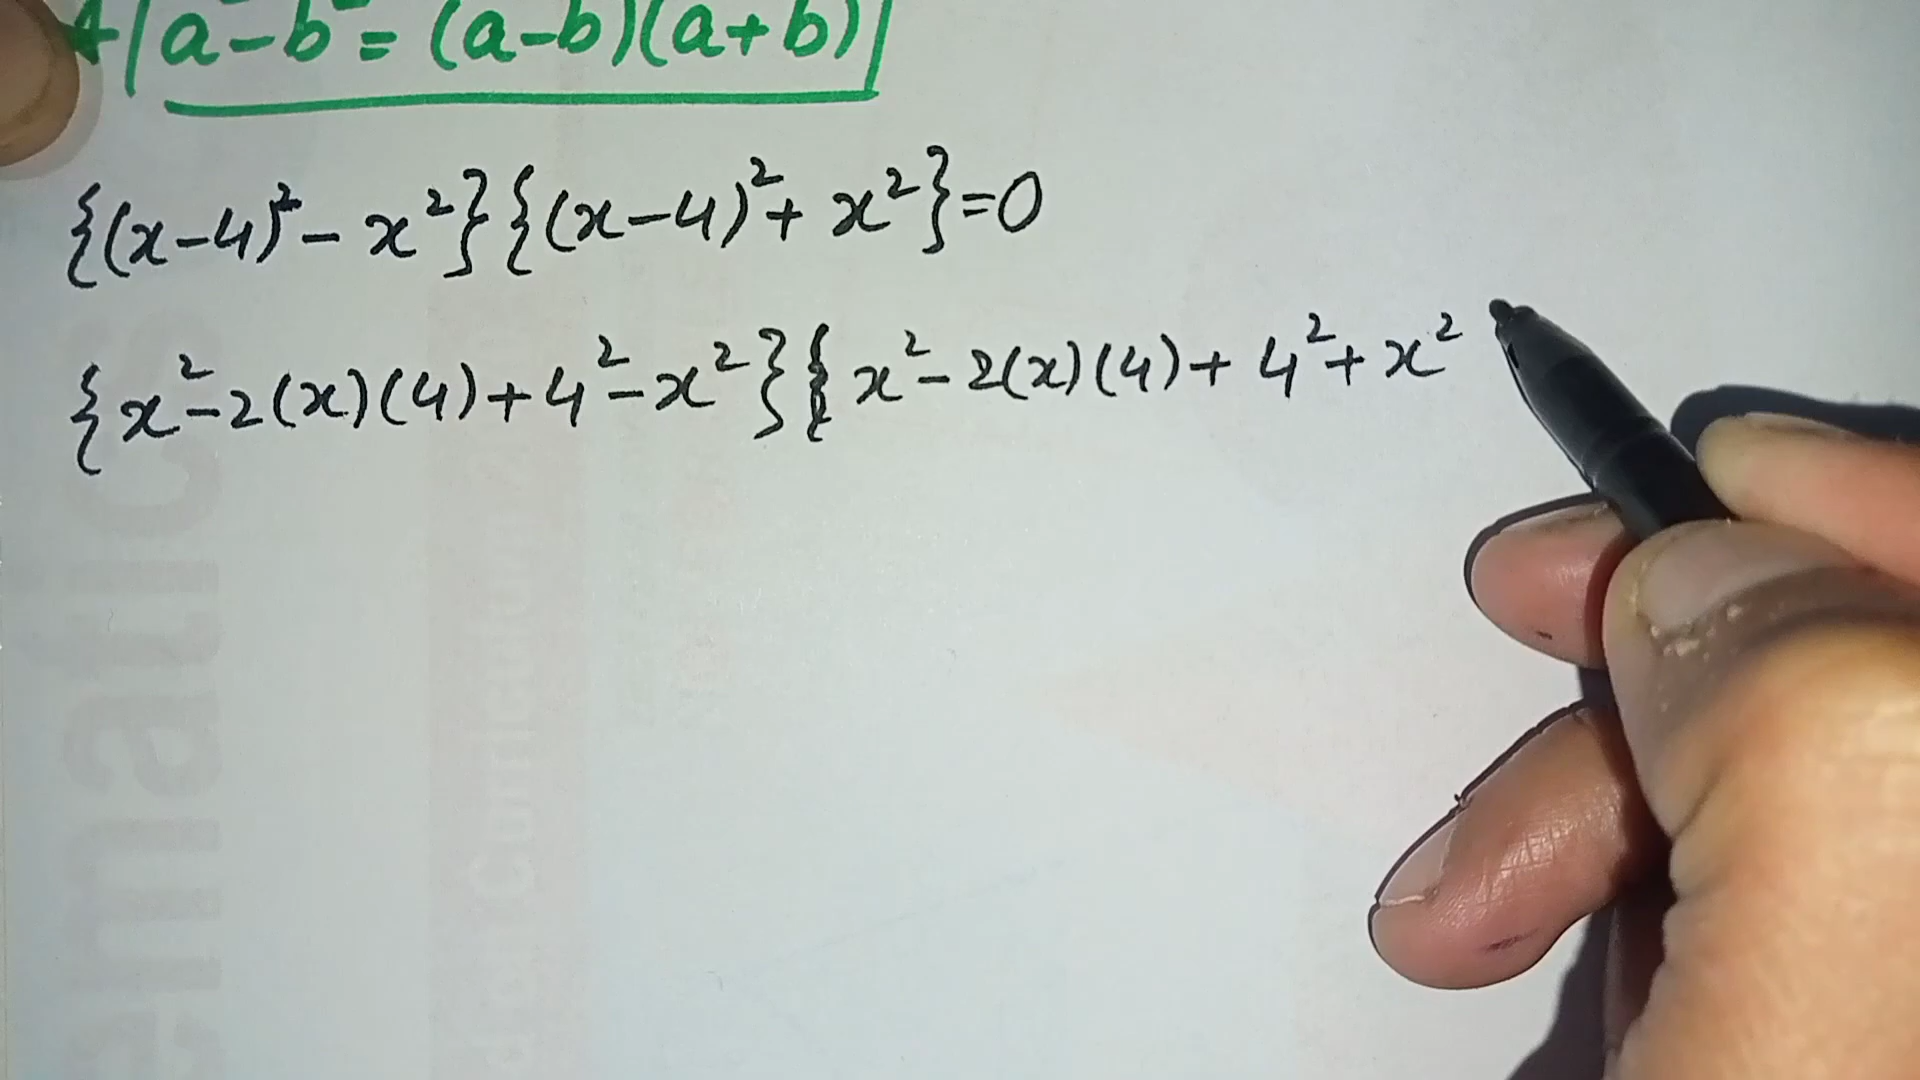 a² - b² = (a-b)(a+b)
{(x-4)² - x²}{(x-4)² + x²}=0
{x²-2(x)(4)+4²-x²}{x²-2(x)(4)+4²+x²